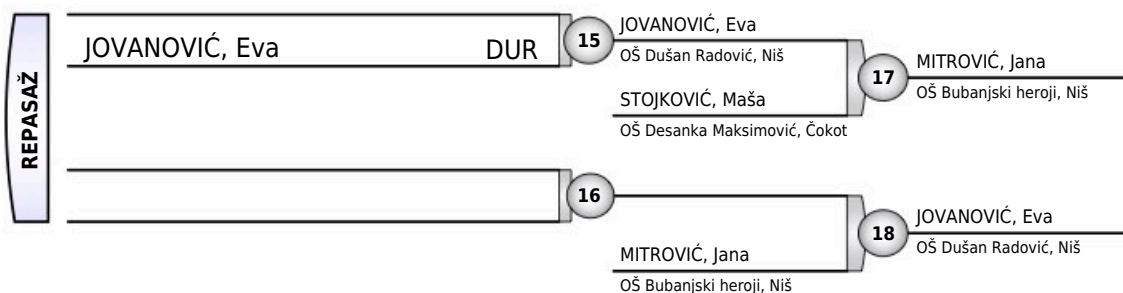 REPASAŽ
JOVANOVIĆ, Eva DUR
15
JOVANOVIĆ, Eva
OŠ Dušan Radović, Niš
STOJKOVIĆ, Maša
OŠ Desanka Maksimović, Čokot
17
MITROVIĆ, Jana
OŠ Bubanjski heroji, Niš
16
MITROVIĆ, Jana
OŠ Bubanjski heroji, Niš
18
JOVANOVIĆ, Eva
OŠ Dušan Radović, Niš